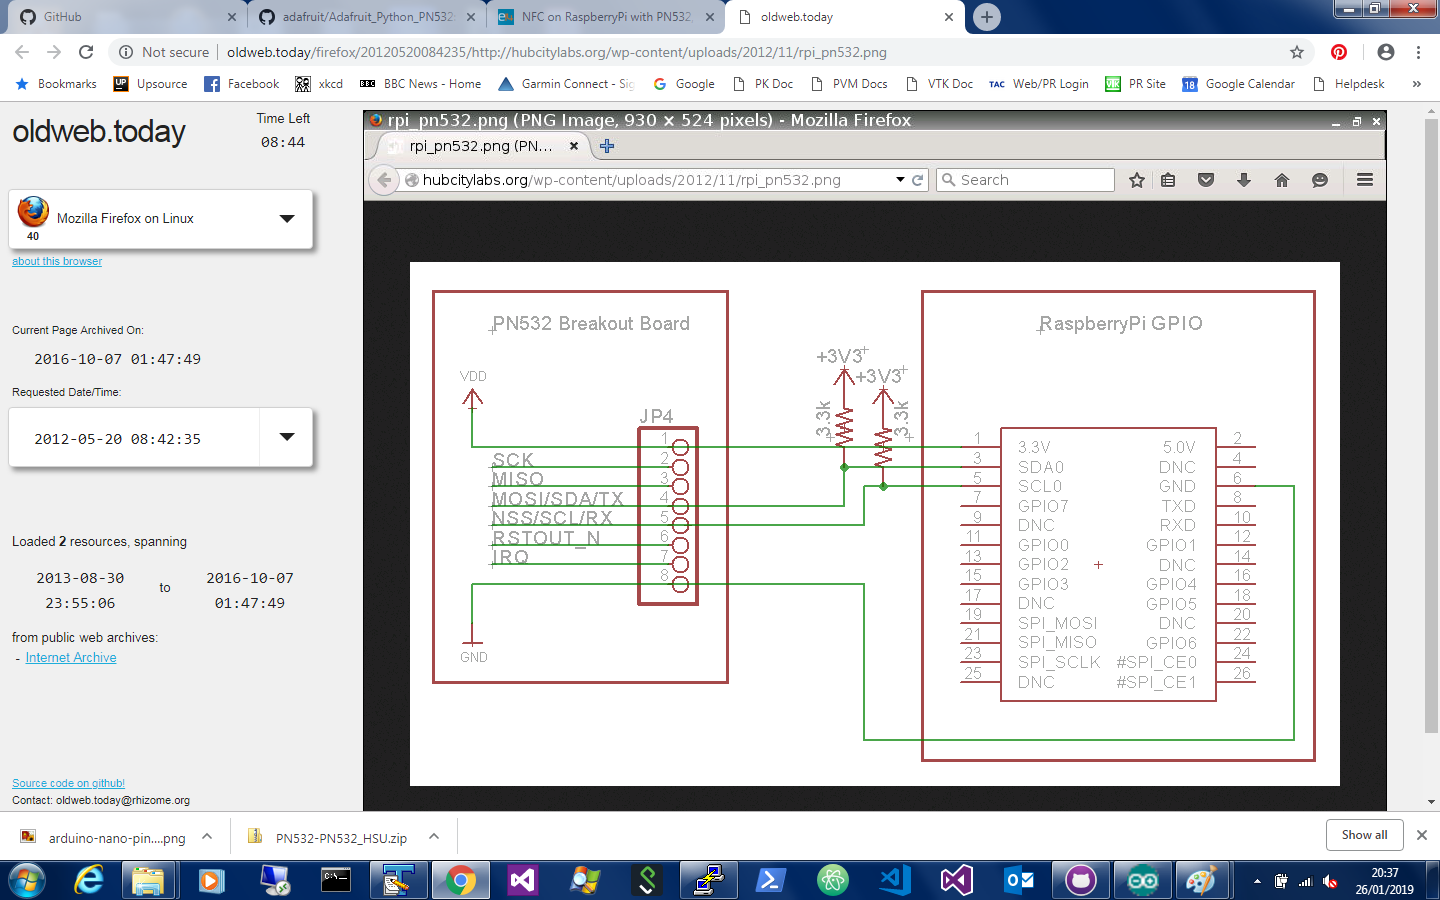 GitHub
adafruit/Adafruit_Python_PN532
NFC on RaspberryPi with PN532
oldweb.today
Not secure
oldweb.today/firefox/20120520084235/http://hubcitylabs.org/wp-content/uploads/2012/11/rpi_pn532.png
Bookmarks
Upsource
Facebook
xkcd
BBC News - Home
Garmin Connect - Sig
Google
PK Doc
PVM Docs
VTK Doc
TAC Web/PR Login
PR Site
18 Google Calendar
Helpdesk
»
oldweb.today
Time Left
08:44
Mozilla Firefox on Linux
40
about this browser
Current Page Archived On:
2016-10-07 01:47:49
Requested Date/Time:
2012-05-20 08:42:35
Loaded 2 resources, spanning
2013-08-30
23:55:06
to
2016-10-07
01:47:49
from public web archives:
- Internet Archive
Source code on github!
Contact: oldweb.today@rhizome.org
rpi_pn532.png (PNG Image, 930 × 524 pixels) - Mozilla Firefox
rpi_pn532.png (PN...
hubcitylabs.org/wp-content/uploads/2012/11/rpi_pn532.png
Search
PN532 Breakout Board
VDD
JP4
1
2
3
4
5
6
7
8
SCK
MISO
MOSI/SDA/TX
NSS/SCL/RX
RSTOUT_N
IRQ
GND
+3V3
+3V3
3.3k
3.3k
RaspberryPi GPIO
1 3.3V 5.0V 2
3 SDA0 DNC 4
5 SCL0 GND 6
7 GPIO7 TXD 8
9 DNC RXD 10
11 GPIO0 GPIO1 12
13 GPIO2 DNC 14
15 GPIO3 GPIO4 16
17 DNC GPIO5 18
19 SPI_MOSI DNC 20
21 SPI_MISO GPIO6 22
23 SPI_SCLK #SPI_CE0 24
25 DNC #SPI_CE1 26
arduino-nano-pin....png
PN532-PN532_HSU.zip
Show all
20:37
26/01/2019